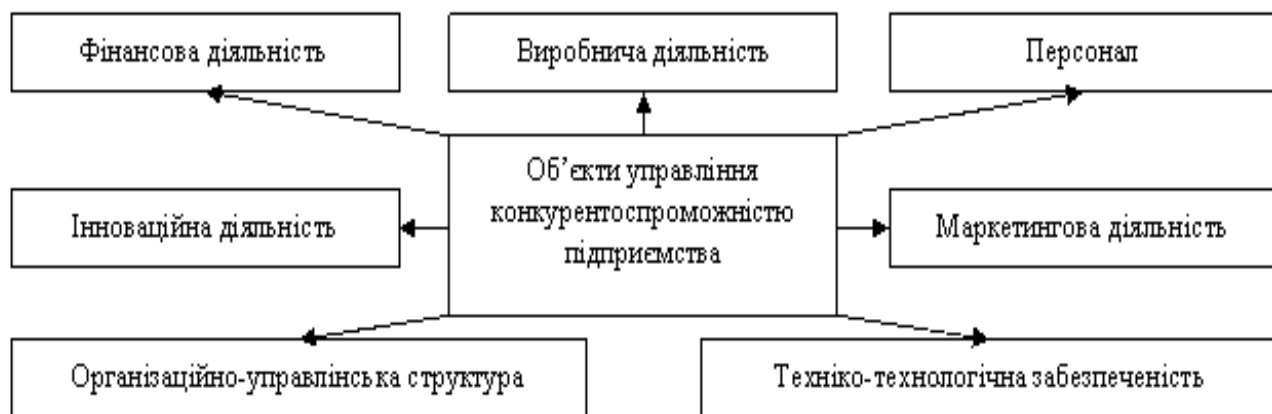 Фінансова діяльність
Виробнича діяльність
Персонал
Об’єкти управління
конкурентоспроможністю
підприємства
Інноваційна діяльність
Маркетингова діяльність
Організаційно-управлінська структура
Техніко-технологічна забезпеченість